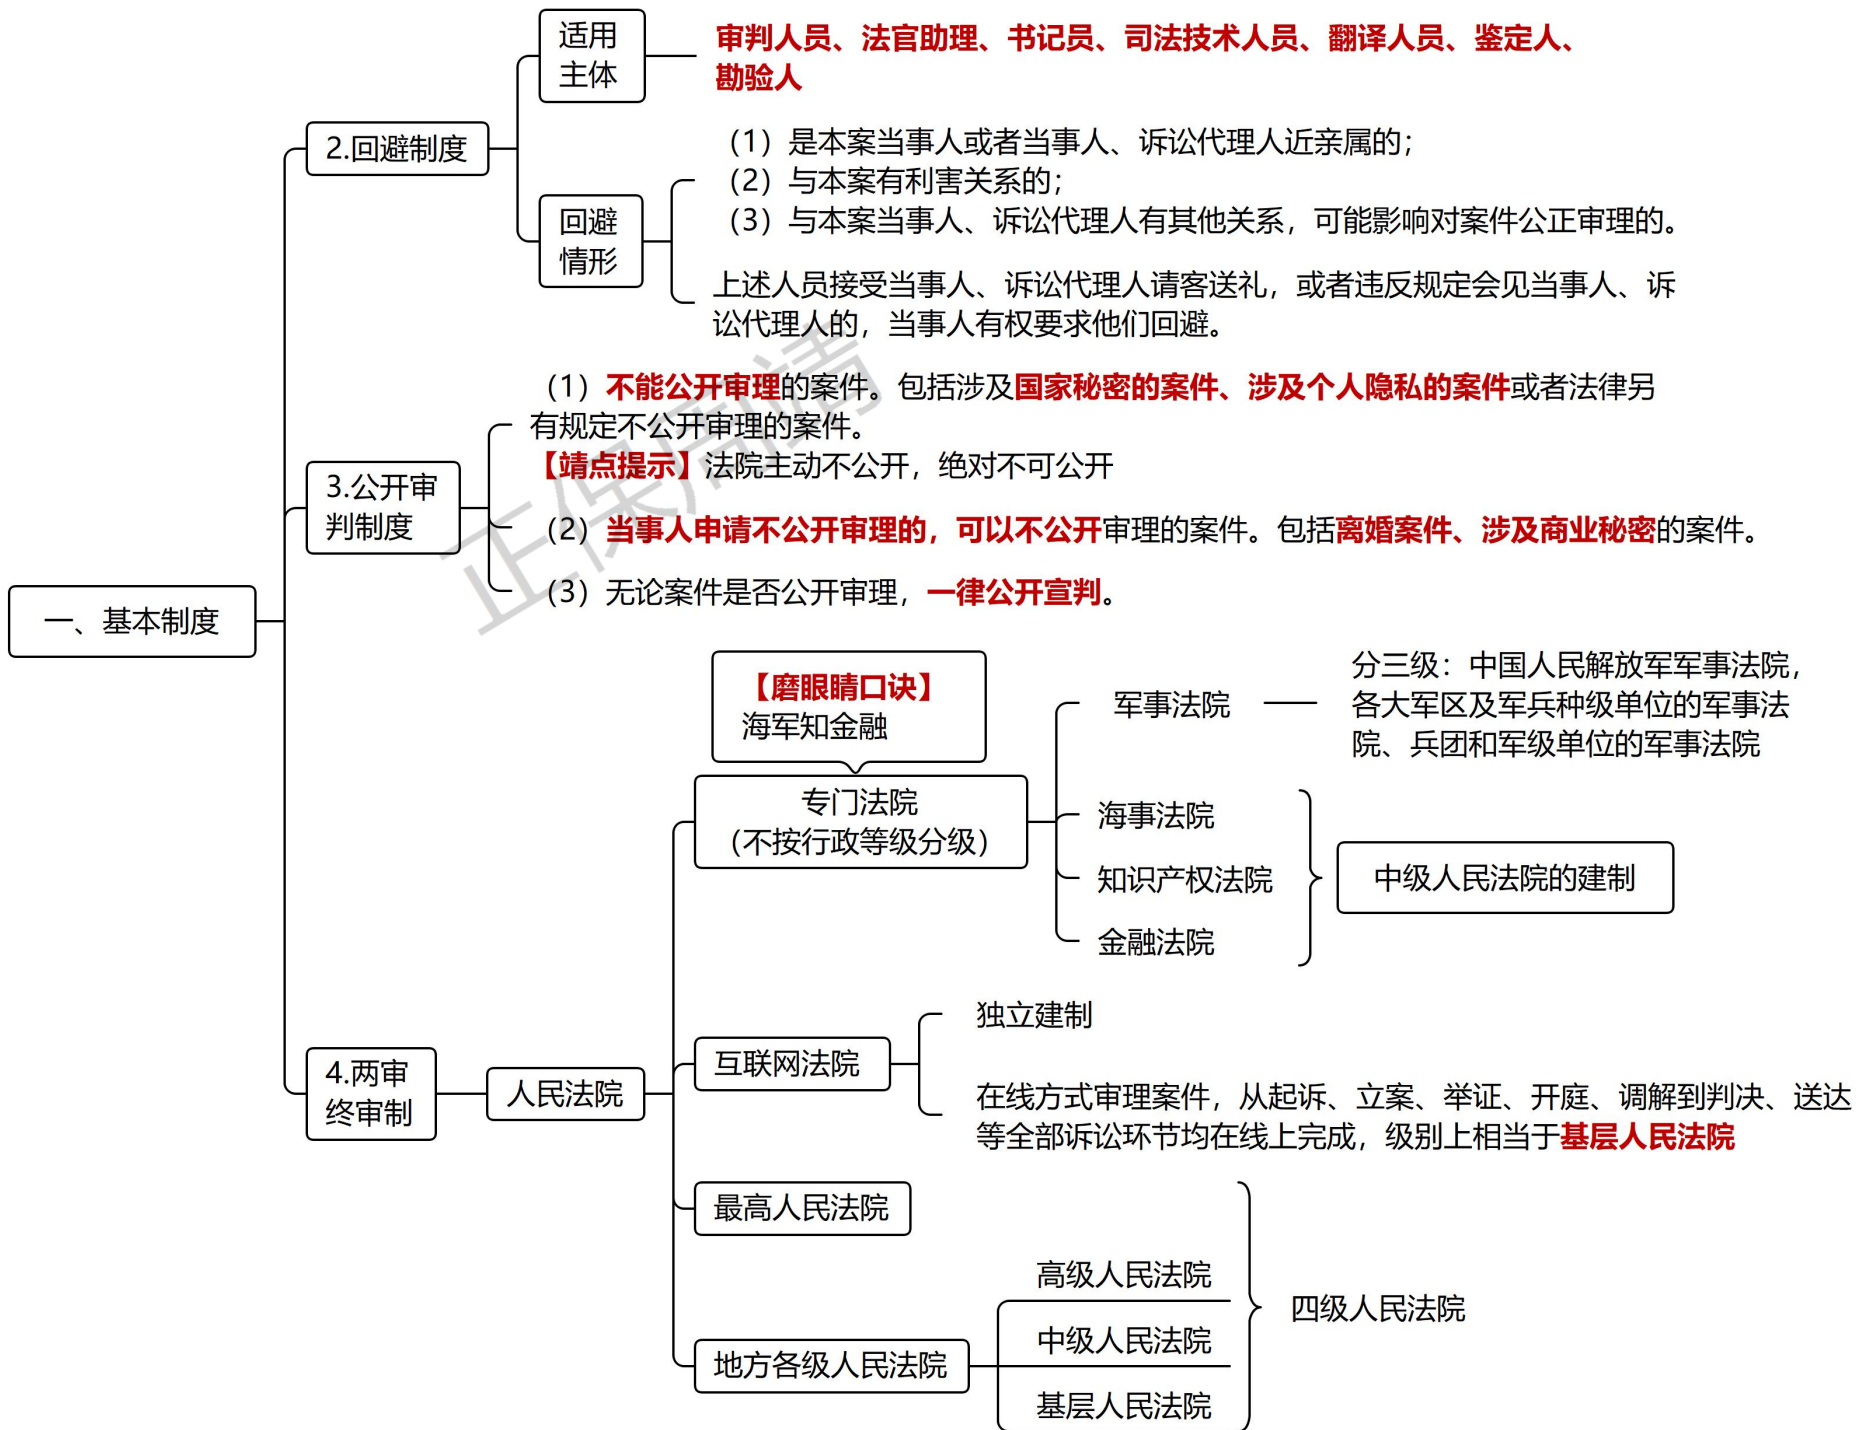 一、基本制度
2.回避制度
适用
主体
审判人员、法官助理、书记员、司法技术人员、翻译人员、鉴定人、
勘验人
回避
情形
（1）是本案当事人或者当事人、诉讼代理人近亲属的；
（2）与本案有利害关系的；
（3）与本案当事人、诉讼代理人有其他关系，可能影响对案件公正审理的。
上述人员接受当事人、诉讼代理人请客送礼，或者违反规定会见当事人、诉
讼代理人的，当事人有权要求他们回避。
3.公开审
判制度
（1）不能公开审理的案件。包括涉及国家秘密的案件、涉及个人隐私的案件或者法律另
有规定不公开审理的案件。
【靖点提示】法院主动不公开，绝对不可公开
（2）当事人申请不公开审理的，可以不公开审理的案件。包括离婚案件、涉及商业秘密的案件。
（3）无论案件是否公开审理，一律公开宣判。
正保周靖
4.两审
终审制
人民法院
【磨眼睛口诀】
海军知金融
专门法院
（不按行政等级分级）
军事法院
分三级：中国人民解放军军事法院，
各大军区及军兵种级单位的军事法
院、兵团和军级单位的军事法院
海事法院
知识产权法院
金融法院
中级人民法院的建制
互联网法院
独立建制
在线方式审理案件，从起诉、立案、举证、开庭、调解到判决、送达
等全部诉讼环节均在线上完成，级别上相当于基层人民法院
最高人民法院
地方各级人民法院
高级人民法院
中级人民法院
基层人民法院
四级人民法院